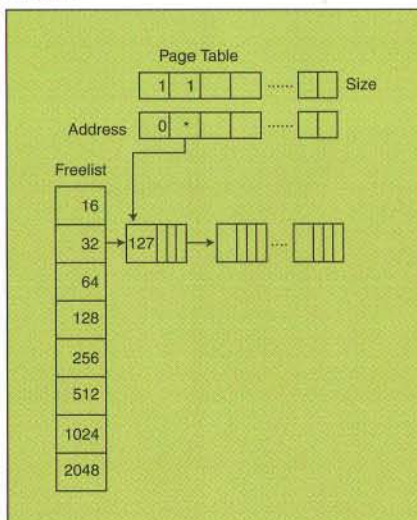 Page Table
1 1 ...... Size
Address 0 * ......
Freelist
16
32 127 ....
64
128
256
512
1024
2048